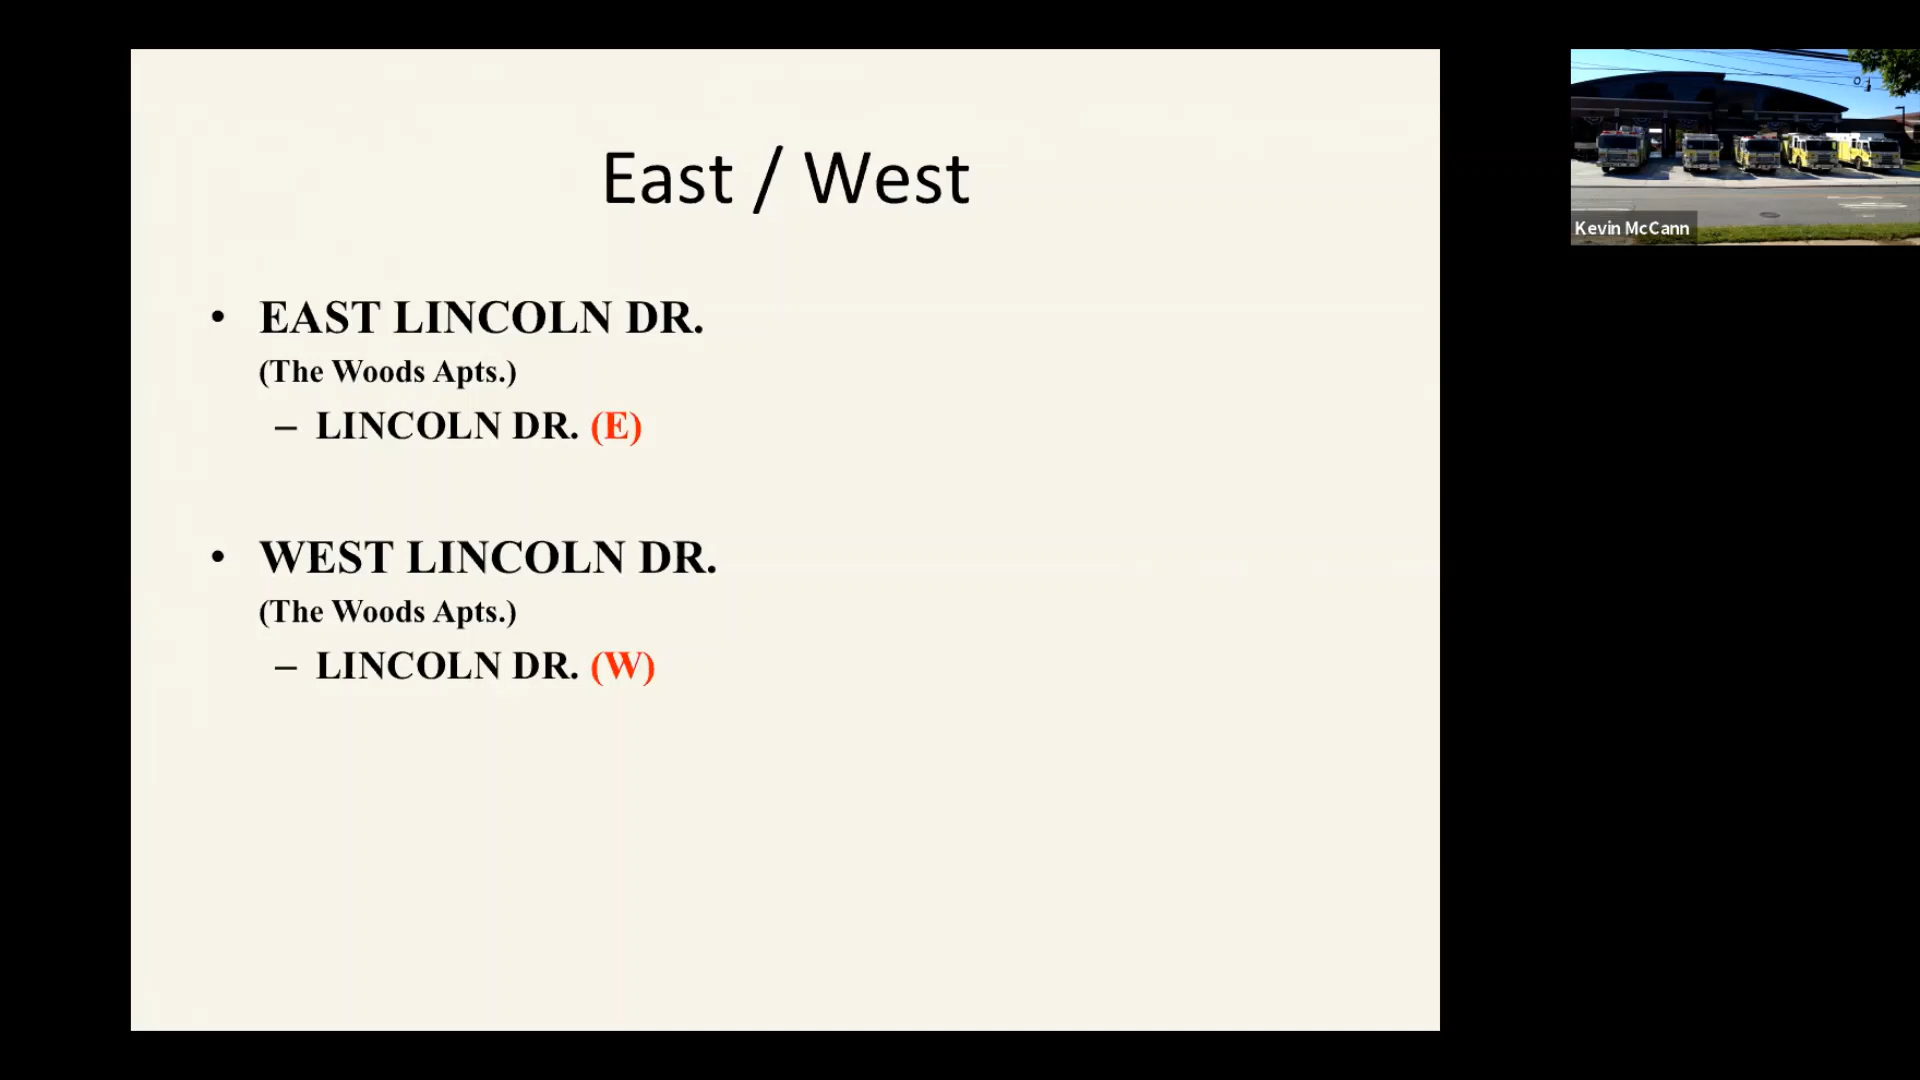 East / West
• EAST LINCOLN DR.
(The Woods Apts.)
– LINCOLN DR. (E)
• WEST LINCOLN DR.
(The Woods Apts.)
– LINCOLN DR. (W)
Kevin McCann